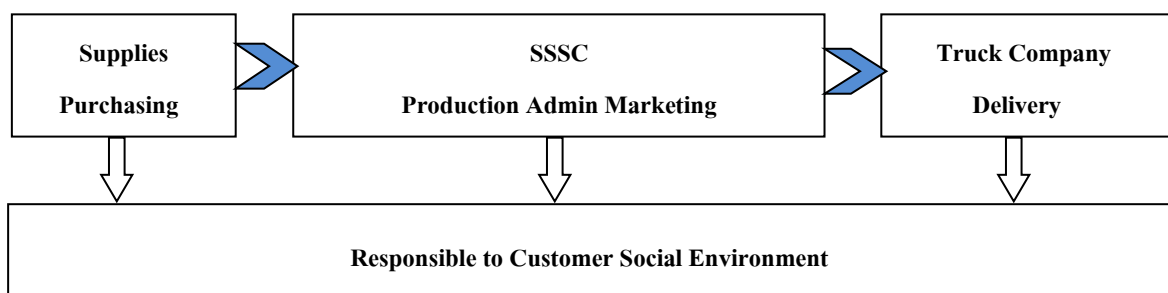 Supplies
Purchasing
SSSC
Production Admin Marketing
Truck Company
Delivery
Responsible to Customer Social Environment